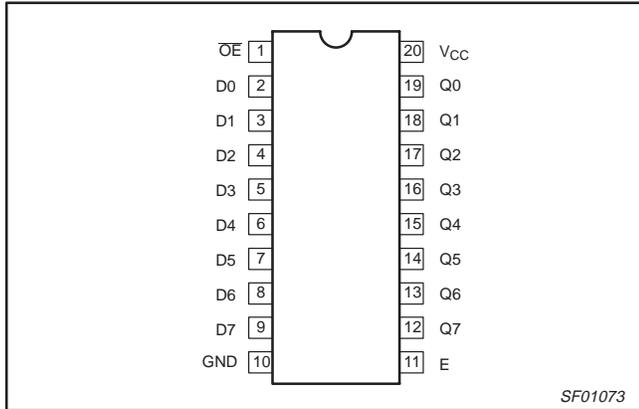 OE 1 20 VCC
D0 2 19 Q0
D1 3 18 Q1
D2 4 17 Q2
D3 5 16 Q3
D4 6 15 Q4
D5 7 14 Q5
D6 8 13 Q6
D7 9 12 Q7
GND 10 11 E
SF01073